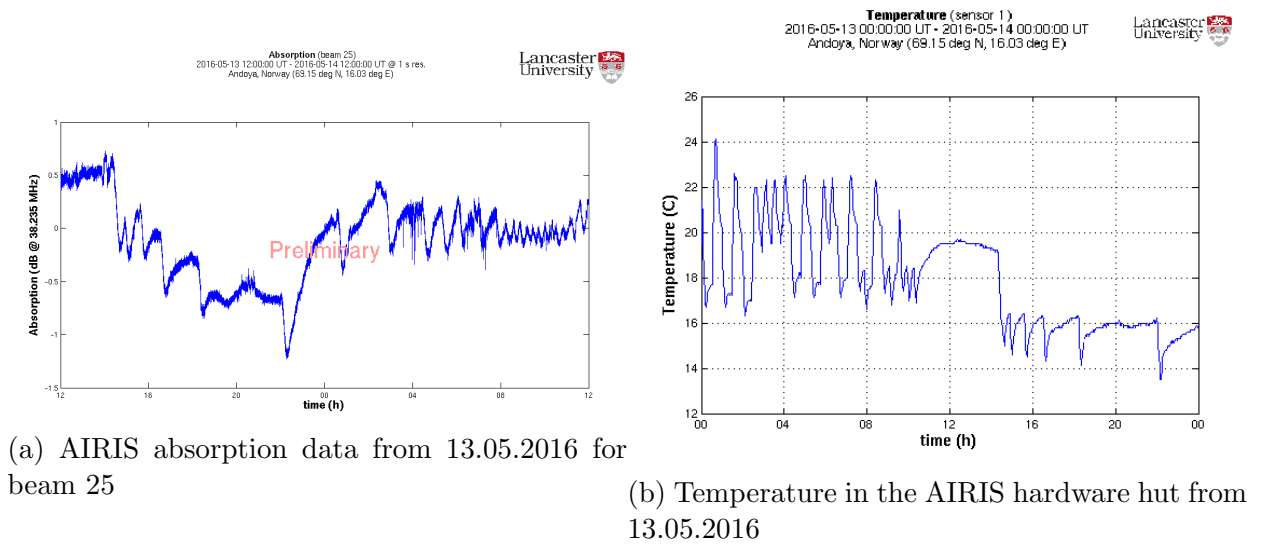 Absorption (beam 25)
2016-05-13 12:00:00 UT - 2016-05-14 12:00:00 UT @ 1 s res.
Andoya, Norway (69.15 deg N, 16.03 deg E)
Lancaster
University
1
0.5
0
-0.5
-1
-1.5
Absorption (dB @ 38.235 MHz)
Preliminary
12 16 20 00 04 08 12
time (h)
(a) AIRIS absorption data from 13.05.2016 for
beam 25
Temperature (sensor 1)
2016-05-13 00:00:00 UT - 2016-05-14 00:00:00 UT
Andoya, Norway (69.15 deg N, 16.03 deg E)
Lancaster
University
26
24
22
20
18
16
14
12
Temperature (C)
00 04 08 12 16 20 00
time (h)
(b) Temperature in the AIRIS hardware hut from
13.05.2016